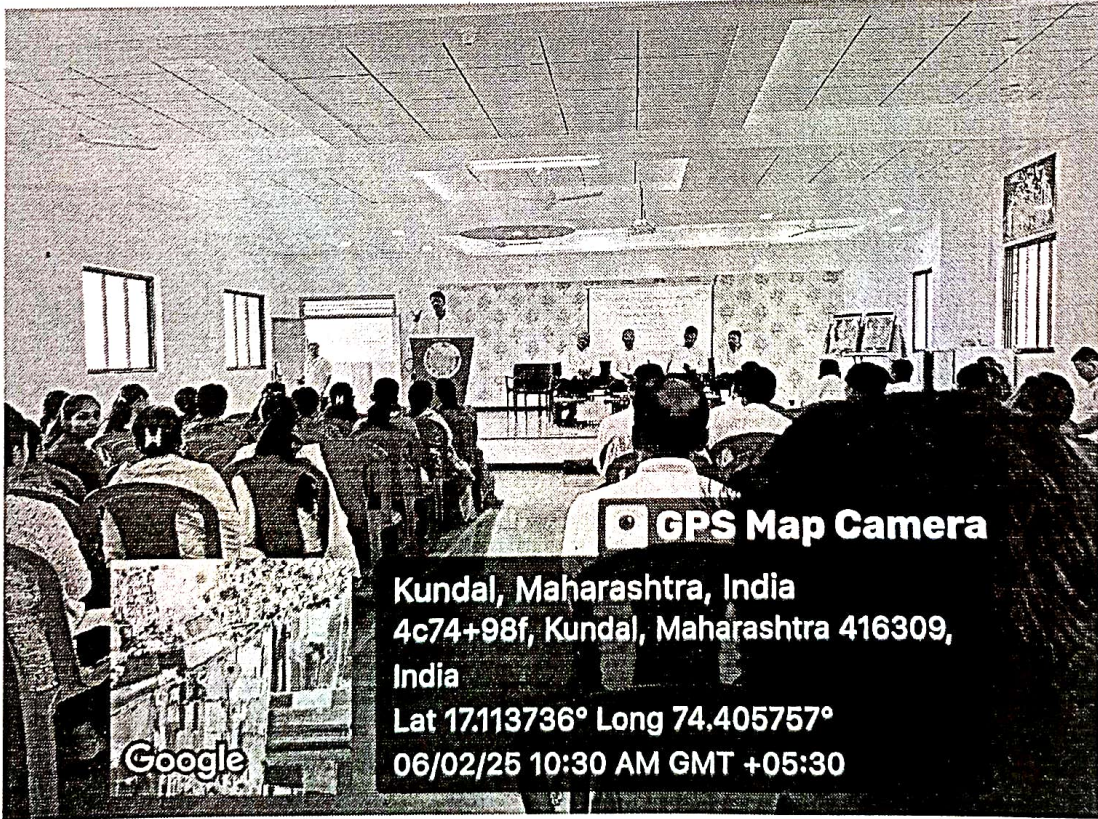 GPS Map Camera
Kundal, Maharashtra, India
4c74+98f, Kundal, Maharashtra 416309,
India
Lat 17.113736° Long 74.405757°
06/02/25 10:30 AM GMT +05:30
Google